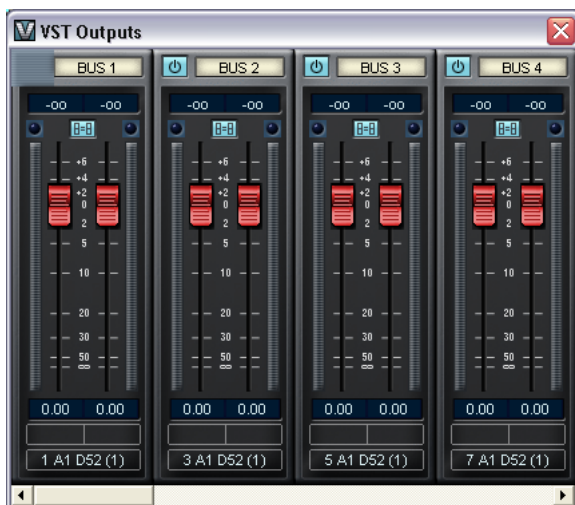 VST Outputs
BUS 1 BUS 2 BUS 3 BUS 4
-oo -oo -oo -oo -oo -oo -oo -oo
+6 +6 +6 +6
+4 +4 +4 +4
+2 +2 +2 +2
0 0 0 0
2 2 2 2
5 5 5 5
10 10 10 10
20 20 20 20
30 30 30 30
50 50 50 50
∞ ∞ ∞ ∞
0.00 0.00 0.00 0.00 0.00 0.00 0.00 0.00
1 A1 D52 (1) 3 A1 D52 (1) 5 A1 D52 (1) 7 A1 D52 (1)